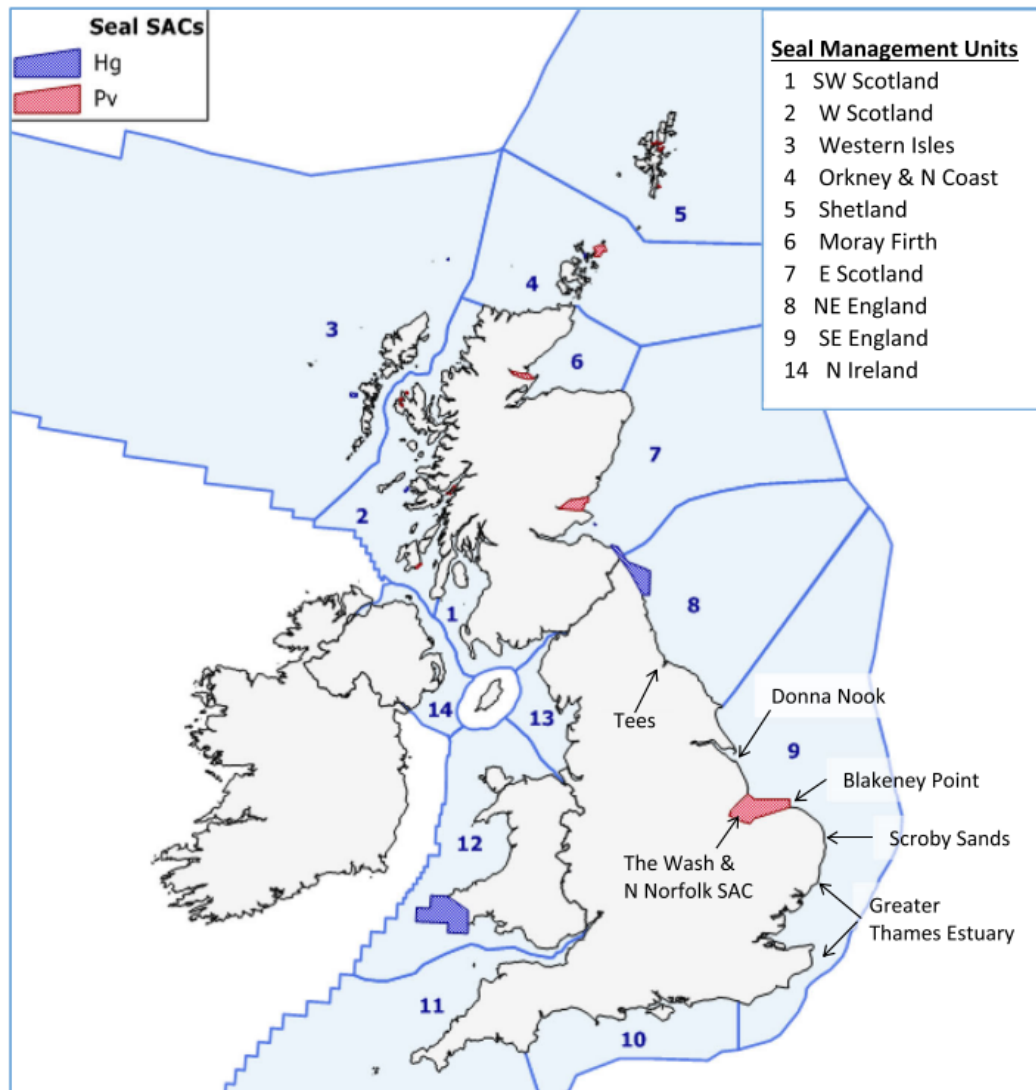 Seal SACs
Hg
Pv
Seal Management Units
1 SW Scotland
2 W Scotland
3 Western Isles
4 Orkney & N Coast
5 Shetland
6 Moray Firth
7 E Scotland
8 NE England
9 SE England
14 N Ireland
5
4
3
6
7
2
8
1
14
13
Tees
Donna Nook
9
Blakeney Point
Scroby Sands
12
The Wash &
N Norfolk SAC
Greater
Thames Estuary
11
10